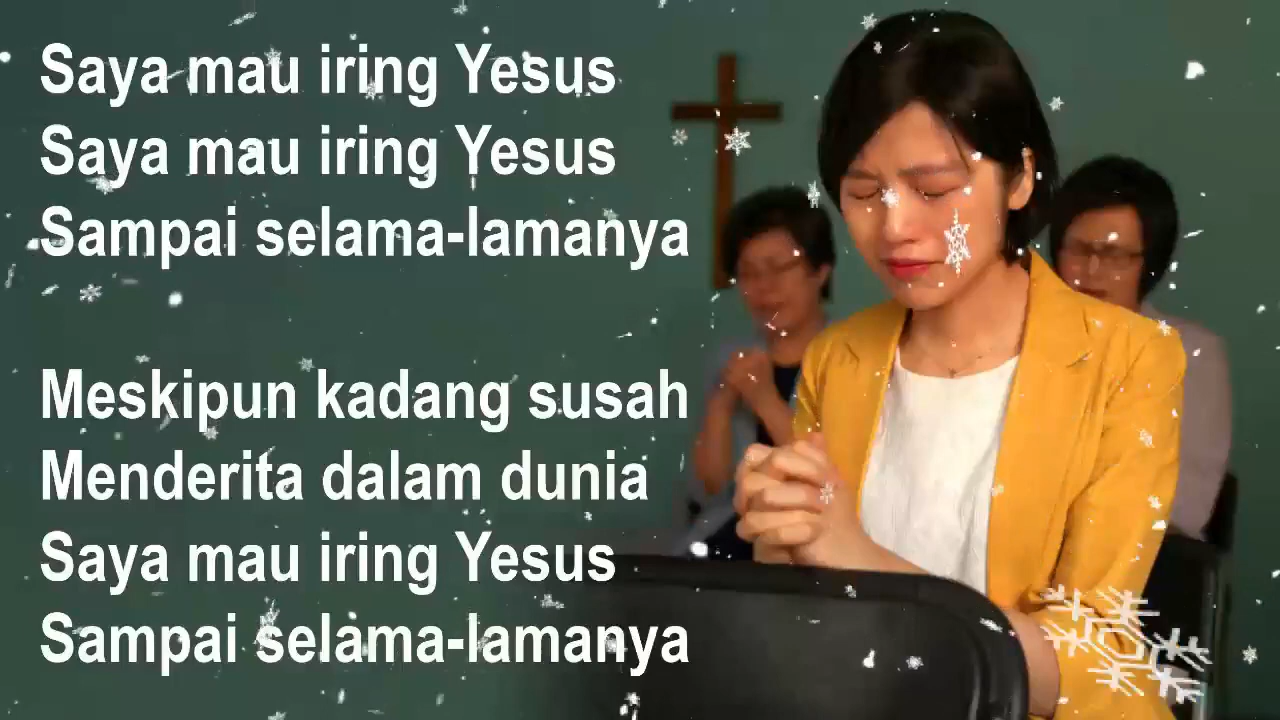 Saya mau iring Yesus
Saya mau iring Yesus
Sampai selama-lamanya
Meskipun kadang susah
Menderita dalam dunia
Saya mau iring Yesus
Sampai selama-lamanya